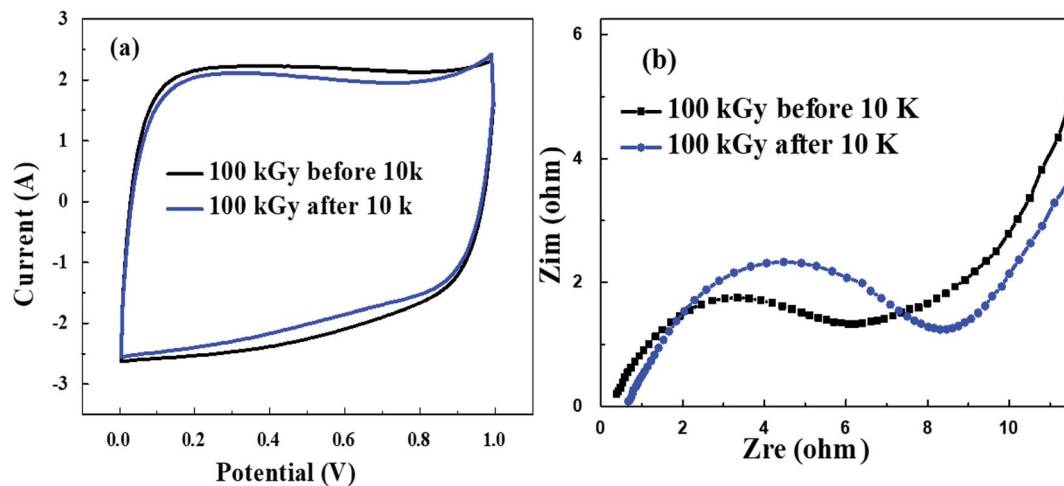 (a)
3
2
1
0
-1
-2
-3
Current (A)
100 kGy before 10k
100 kGy after 10 k
0.0 0.2 0.4 0.6 0.8 1.0
Potential (V)
(b)
6
4
2
0
Zim (ohm)
100 kGy before 10 K
100 kGy after 10 K
0 2 4 6 8 10
Zre (ohm)